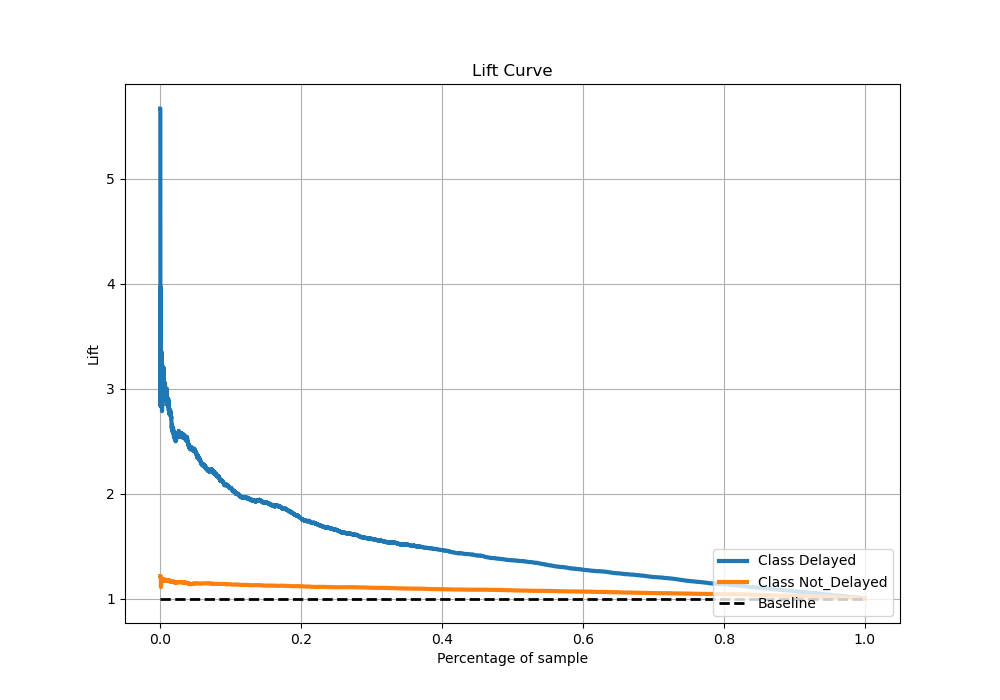 Lift Curve
Lift
5
4
3
2
1
0.0 0.2 0.4 0.6 0.8 1.0
Percentage of sample
Class Delayed
Class Not_Delayed
Baseline